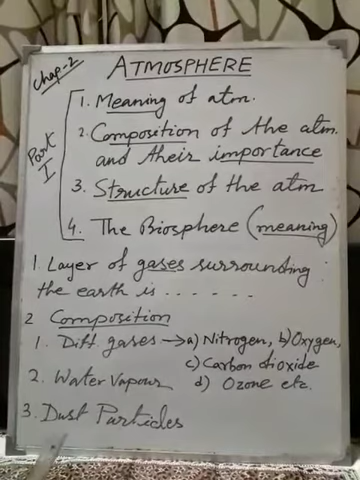 Chap-2
ATMOSPHERE
Part I
1. Meaning of atm.
2. Composition of the atm.
and their importance
3. Structure of the atm
4. The Biosphere (meaning)
1. Layer of gases surrounding :
the earth is . . . . . .
2 Composition
1. Diff gases → a) Nitrogen, b) Oxygen,
c) Carbon dioxide
2. Water Vapour d) Ozone etc.
3. Dust Particles